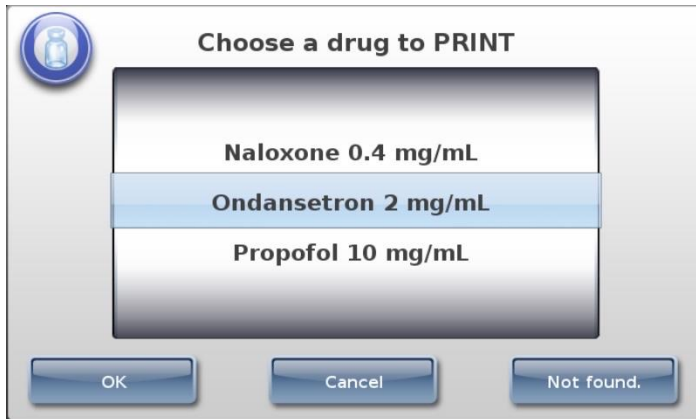 Choose a drug to PRINT
Naloxone 0.4 mg/mL
Ondansetron 2 mg/mL
Propofol 10 mg/mL
OK
Cancel
Not found.